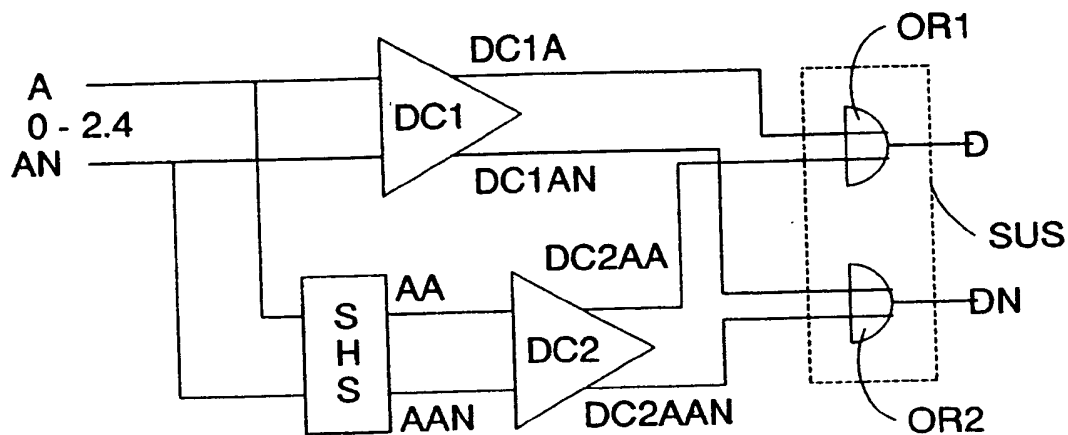 OR1
DC1A
A
0 - 2.4
DC1
AN
D
DC1AN
SUS
DC2AA
AA
S
H
S
DC2
DN
AAN
DC2AAN
OR2